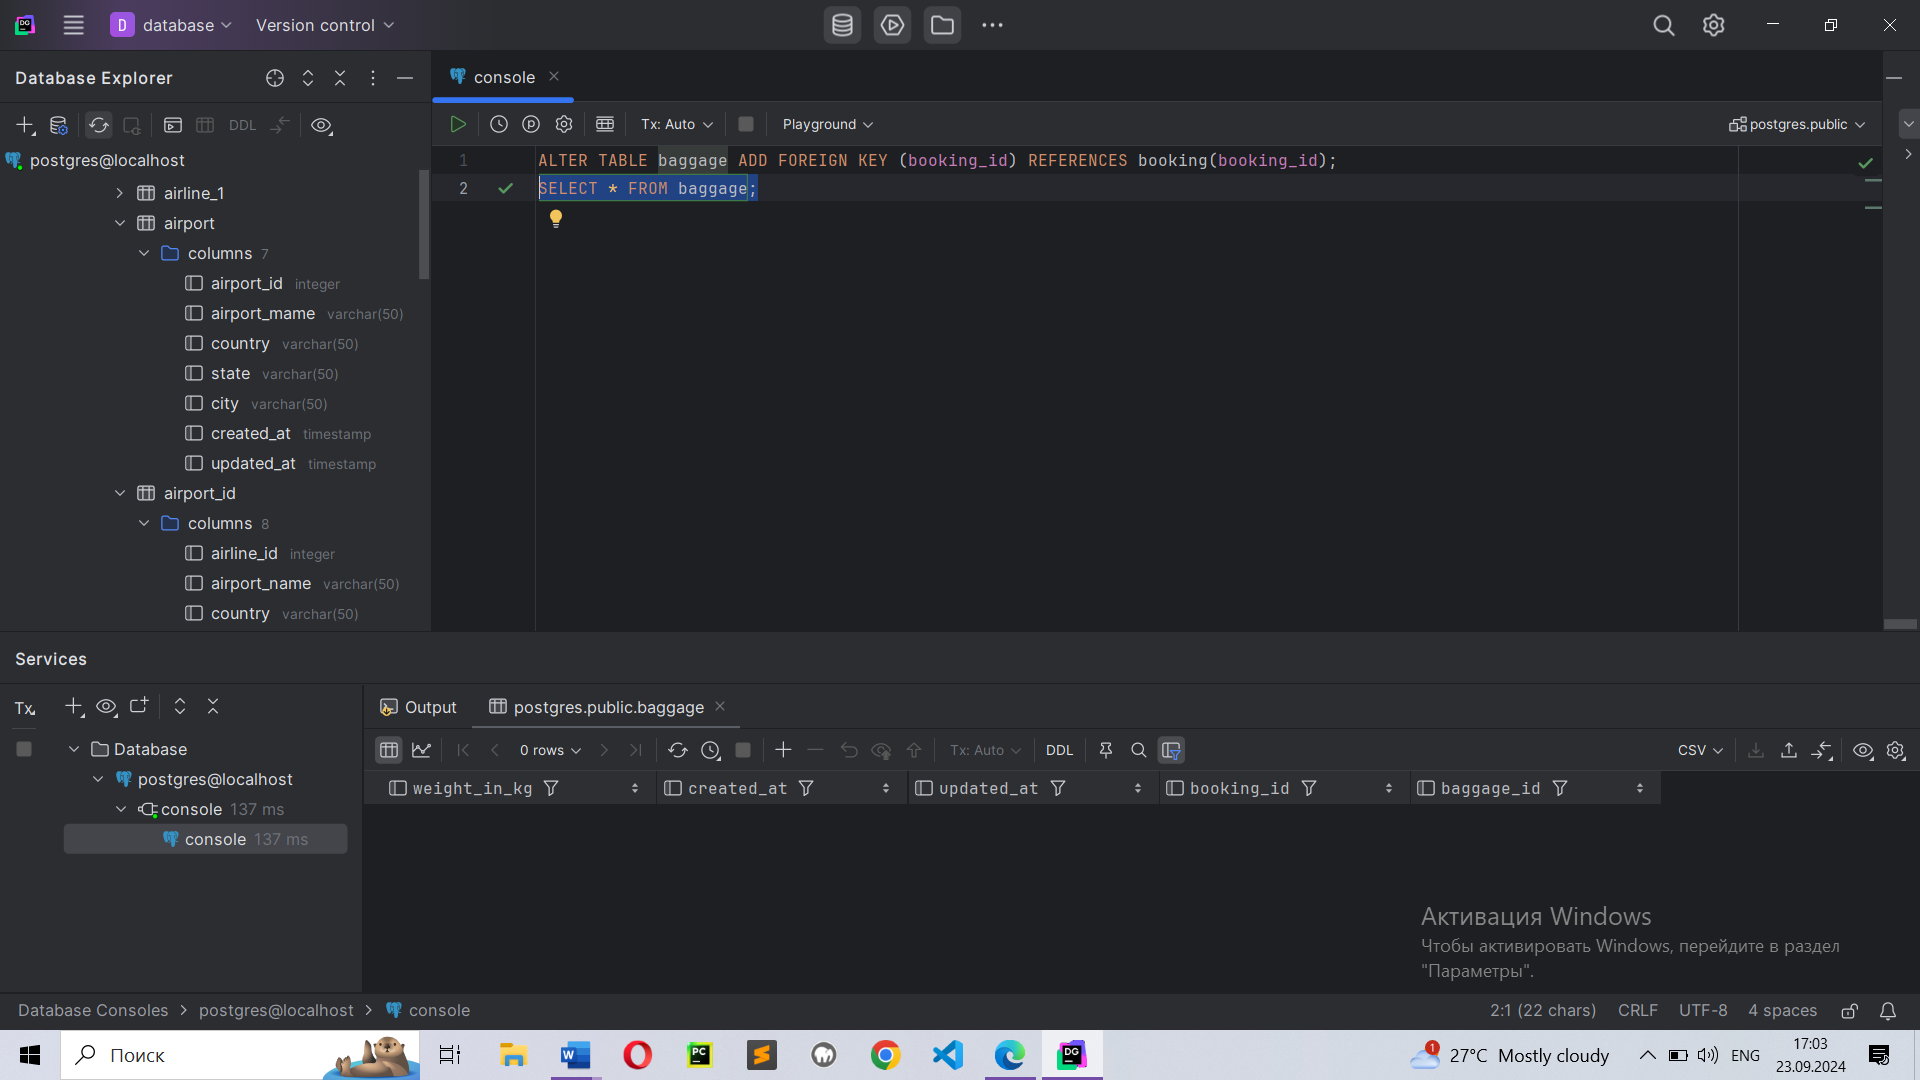 D database Version control
Database Explorer
console
DDL
Tx: Auto Playground postgres.public
postgres@localhost
airline_1
airport
columns 7
airport_id integer
airport_mame varchar(50)
country varchar(50)
state varchar(50)
city varchar(50)
created_at timestamp
updated_at timestamp
airport_id
columns 8
airline_id integer
airport_name varchar(50)
country varchar(50)
1 ALTER TABLE baggage ADD FOREIGN KEY (booking_id) REFERENCES booking(booking_id);
2 SELECT * FROM baggage;
Services
Tx
Database
postgres@localhost
console 137 ms
console 137 ms
Output postgres.public.baggage
0 rows Tx: Auto DDL CSV
weight_in_kg created_at updated_at booking_id baggage_id
Активация Windows
Чтобы активировать Windows, перейдите в раздел
"Параметры".
Database Consoles > postgres@localhost > console
2:1 (22 chars) CRLF UTF-8 4 spaces
Поиск
1 27°C Mostly cloudy ENG 17:03
23.09.2024